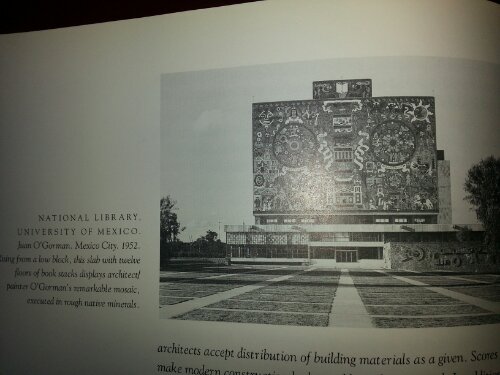 NATIONAL LIBRARY.
UNIVERSITY OF MEXICO.
Juan O'Gorman. Mexico City. 1952.
from a low block, this slab with twelve
floors of book stacks displays architect/
painter O'Gorman's remarkable mosaic,
executed in rough native minerals.
architects accept distribution of building materials as a given. Scores
make modern